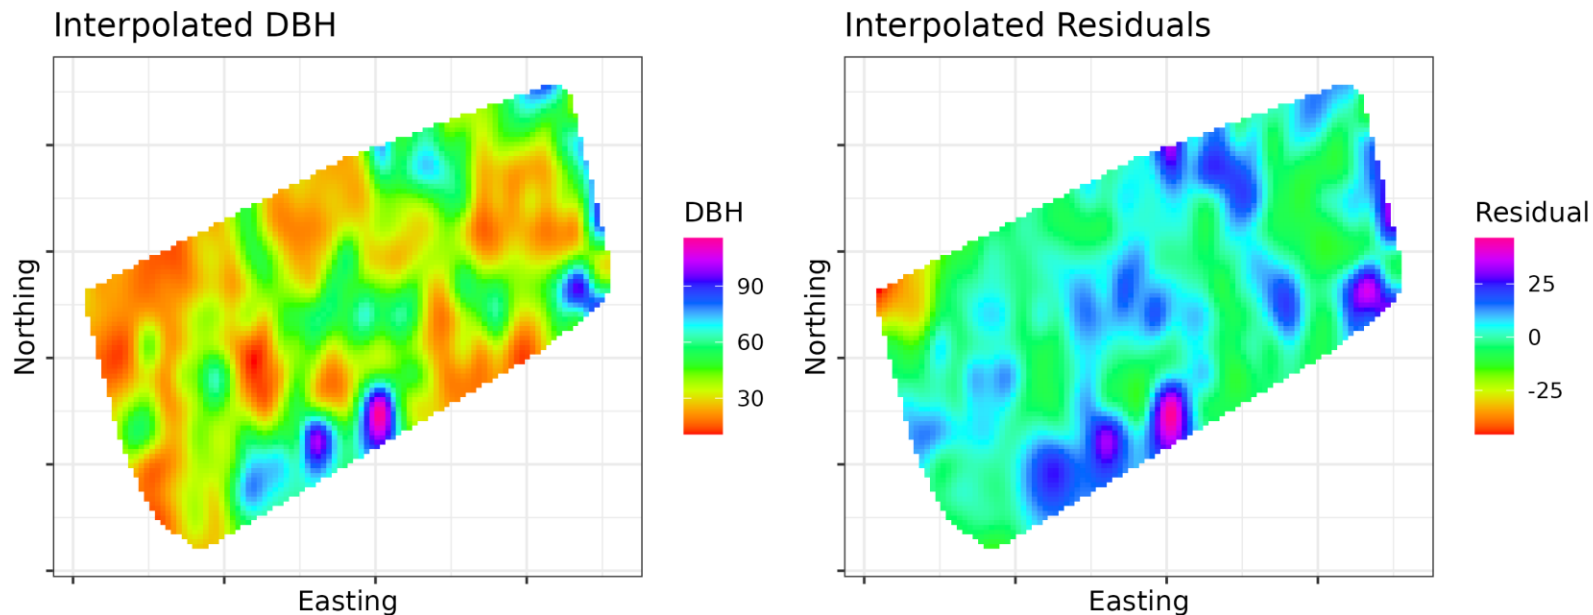 Interpolated DBH
Northing
Easting
DBH
90
60
30
Interpolated Residuals
Northing
Easting
Residual
25
0
-25